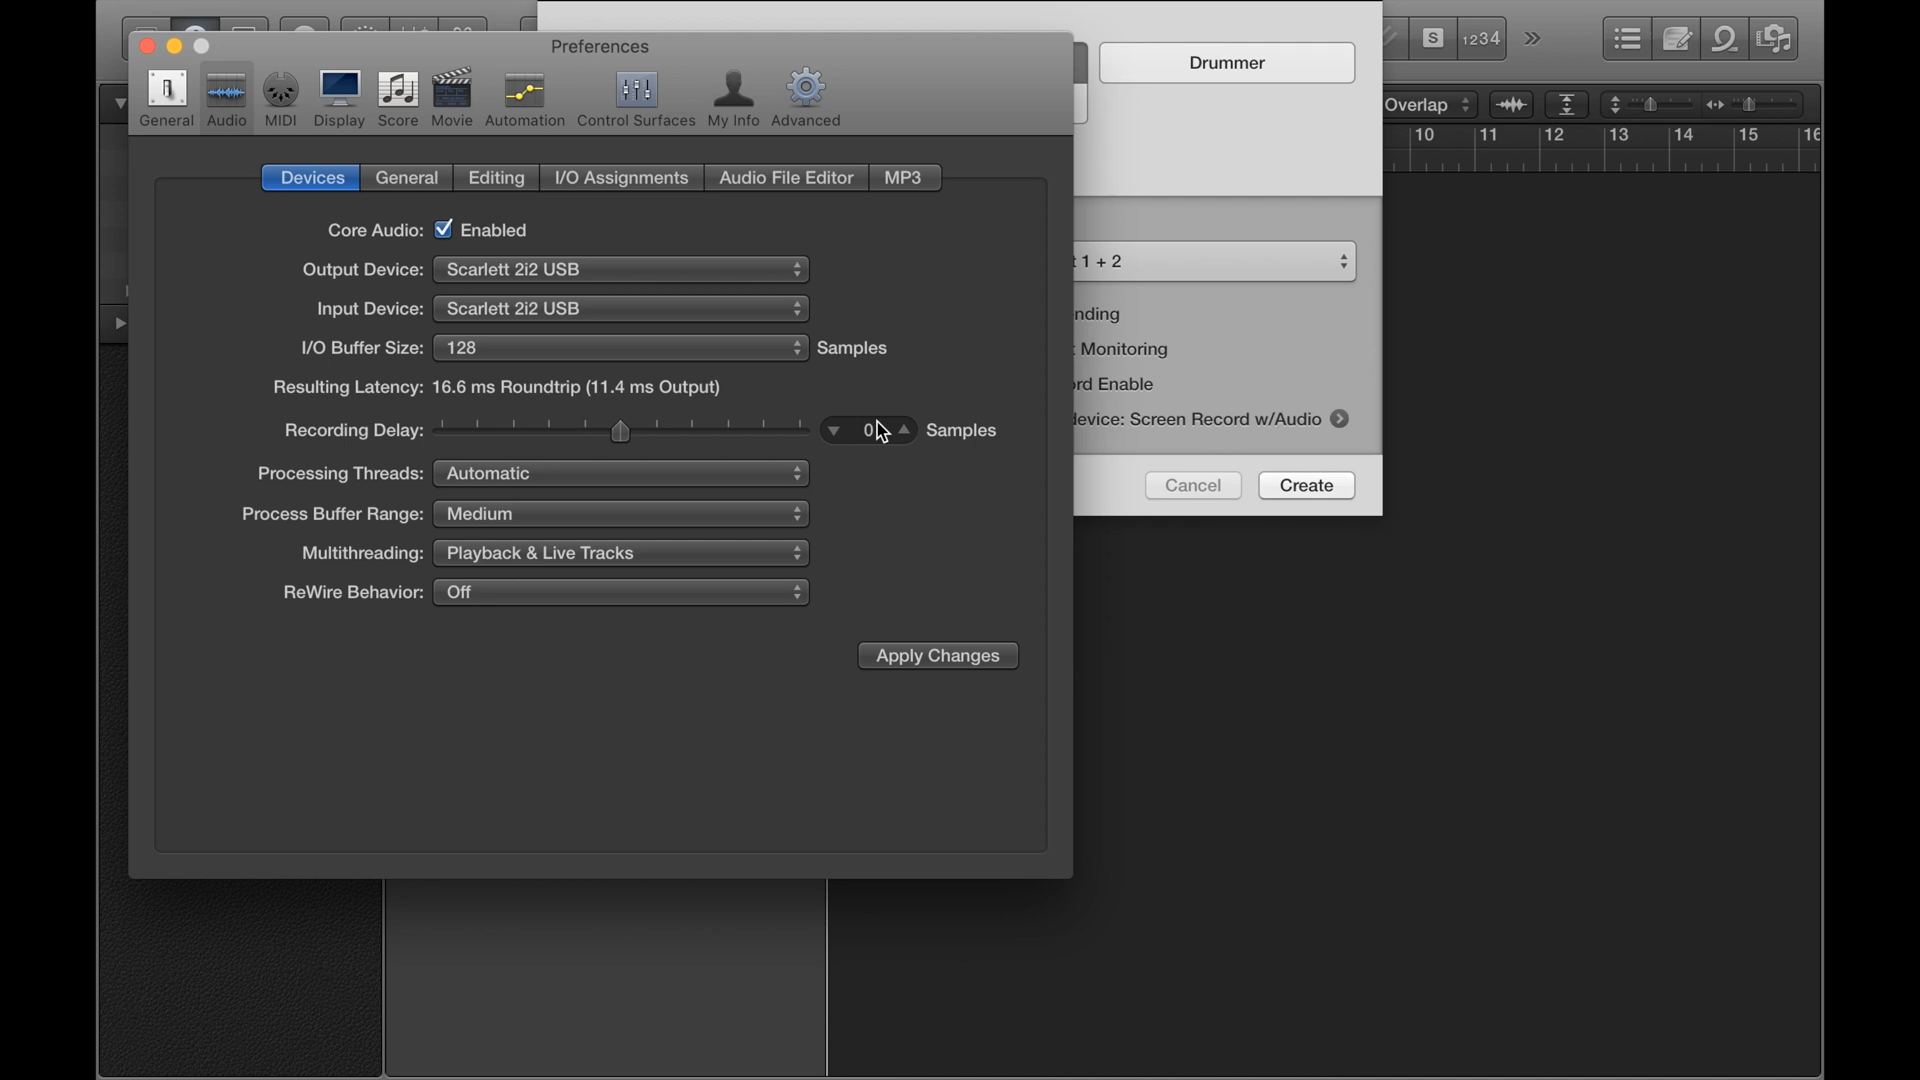 Preferences
General Audio MIDI Display Score Movie Automation Control Surfaces My Info Advanced
Devices General Editing I/O Assignments Audio File Editor MP3
Core Audio: Enabled
Output Device: Scarlett 2i2 USB
Input Device: Scarlett 2i2 USB
I/O Buffer Size: 128 Samples
Resulting Latency: 16.6 ms Roundtrip (11.4 ms Output)
Recording Delay: 0 Samples
Processing Threads: Automatic
Process Buffer Range: Medium
Multithreading: Playback & Live Tracks
ReWire Behavior: Off
Apply Changes
Drummer
t 1 + 2
nding
t Monitoring
ord Enable
device: Screen Record w/Audio
Cancel Create
S 1234
Overlap
10 11 12 13 14 15 16